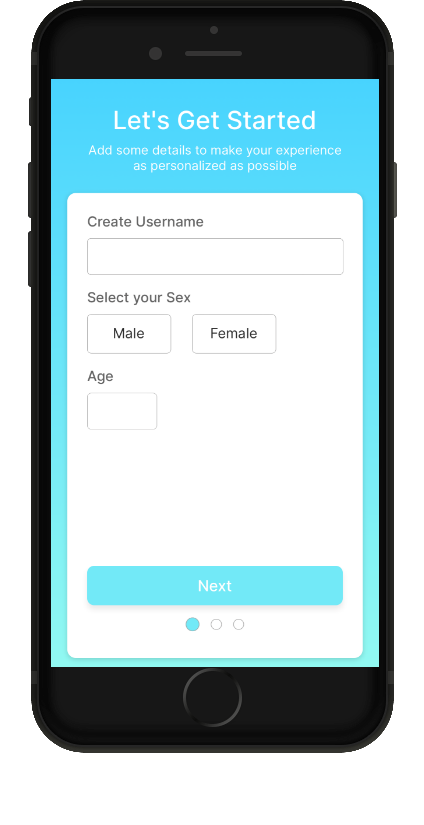 Let's Get Started
Add some details to make your experience
as personalized as possible
Create Username
Select your Sex
Male Female
Age
Next